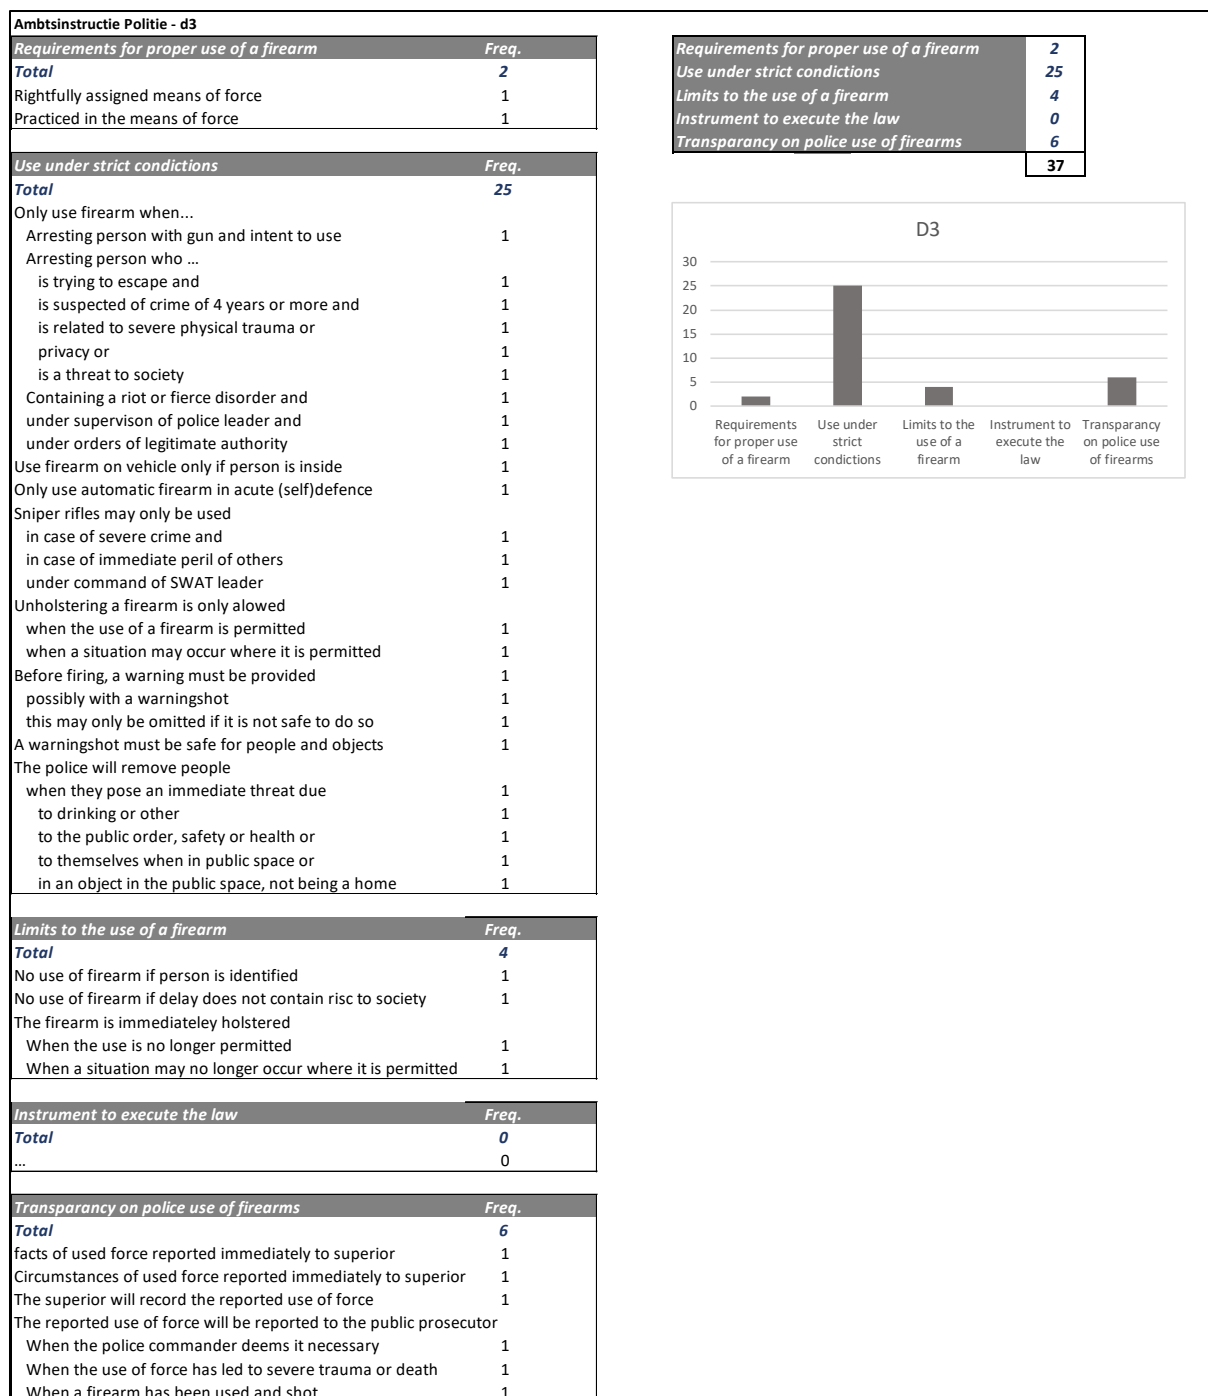 Ambtsinstructie Politie - d3
Requirements for proper use of a firearm Freq.
Total 2
Rightfully assigned means of force 1
Practiced in the means of force 1
Use under strict condictions Freq.
Total 25
Only use firearm when...
Arresting person with gun and intent to use 1
Arresting person who ...
is trying to escape and 1
is suspected of crime of 4 years or more and 1
is related to severe physical trauma or 1
privacy or 1
is a threat to society 1
Containing a riot or fierce disorder and 1
under supervison of police leader and 1
under orders of legitimate authority 1
Use firearm on vehicle only if person is inside 1
Only use automatic firearm in acute (self)defence 1
Sniper rifles may only be used
in case of severe crime and 1
in case of immediate peril of others 1
under command of SWAT leader 1
Unholstering a firearm is only alowed
when the use of a firearm is permitted 1
when a situation may occur where it is permitted 1
Before firing, a warning must be provided 1
possibly with a warningshot 1
this may only be omitted if it is not safe to do so 1
A warningshot must be safe for people and objects 1
The police will remove people
when they pose an immediate threat due 1
to drinking or other 1
to the public order, safety or health or 1
to themselves when in public space or 1
in an object in the public space, not being a home 1
Limits to the use of a firearm Freq.
Total 4
No use of firearm if person is identified 1
No use of firearm if delay does not contain risc to society 1
The firearm is immediateley holstered
When the use is no longer permitted 1
When a situation may no longer occur where it is permitted 1
Instrument to execute the law Freq.
Total 0
... 0
Transparancy on police use of firearms Freq.
Total 6
facts of used force reported immediately to superior 1
Circumstances of used force reported immediately to superior 1
The superior will record the reported use of force 1
The reported use of force will be reported to the public prosecutor
When the police commander deems it necessary 1
When the use of force has led to severe trauma or death 1
When a firearm has been used and shot 1
Requirements for proper use of a firearm 2
Use under strict condictions 25
Limits to the use of a firearm 4
Instrument to execute the law 0
Transparancy on police use of firearms 6
37
D3
30
25
20
15
10
5
0
Requirements for proper use of a firearm
Use under strict condictions
Limits to the use of a firearm
Instrument to execute the law
Transparancy on police use of firearms